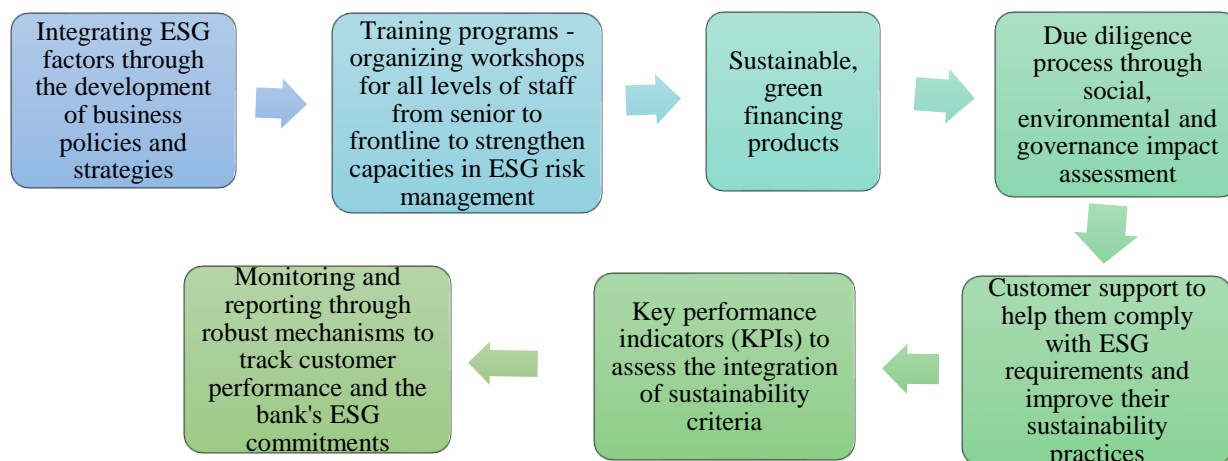 Integrating ESG
factors through
the development
of business
policies and
strategies
Training programs -
organizing workshops
for all levels of staff
from senior to
frontline to strengthen
capacities in ESG risk
management
Sustainable,
green
financing
products
Due diligence
process through
social,
environmental and
governance impact
assessment
Customer support to
help them comply
with ESG
requirements and
improve their
sustainability
practices
Key performance
indicators (KPIs) to
assess the integration
of sustainability
criteria
Monitoring and
reporting through
robust mechanisms to
track customer
performance and the
bank's ESG
commitments